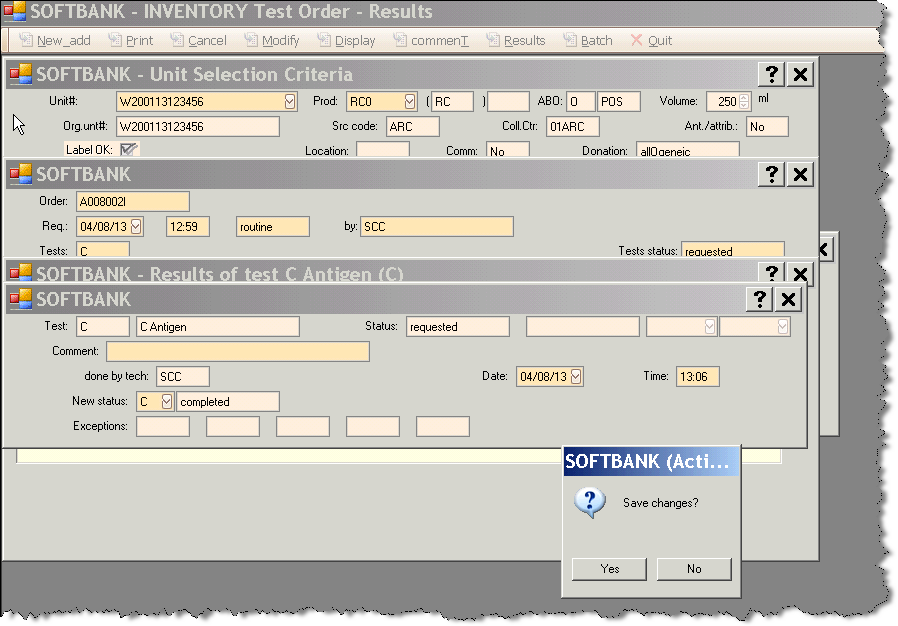 SOFTBANK - INVENTORY Test Order - Results
New_add Print Cancel Modify Display commenT Results Batch Quit
SOFTBANK - Unit Selection Criteria ?
Unit#: W200113123456 Prod: RC0 ( RC ) ABO: O POS Volume: 250 ml
Org.unt#: W200113123456 Src code: ARC Coll.Ctr: 01ARC Ant./attrib.: No
Label OK: Location: Comm: No Donation: allOgeneic
SOFTBANK ?
Order: A008002I
Req.: 04/08/13 12:59 routine by: SCC
Tests: C Tests status: requested
SOFTBANK - Results of test C Antigen (C) ?
SOFTBANK ?
Test: C C Antigen Status: requested
Comment:
done by tech: SCC Date: 04/08/13 Time: 13:06
New status: C completed
Exceptions:
SOFTBANK (Acti...
Save changes?
Yes No